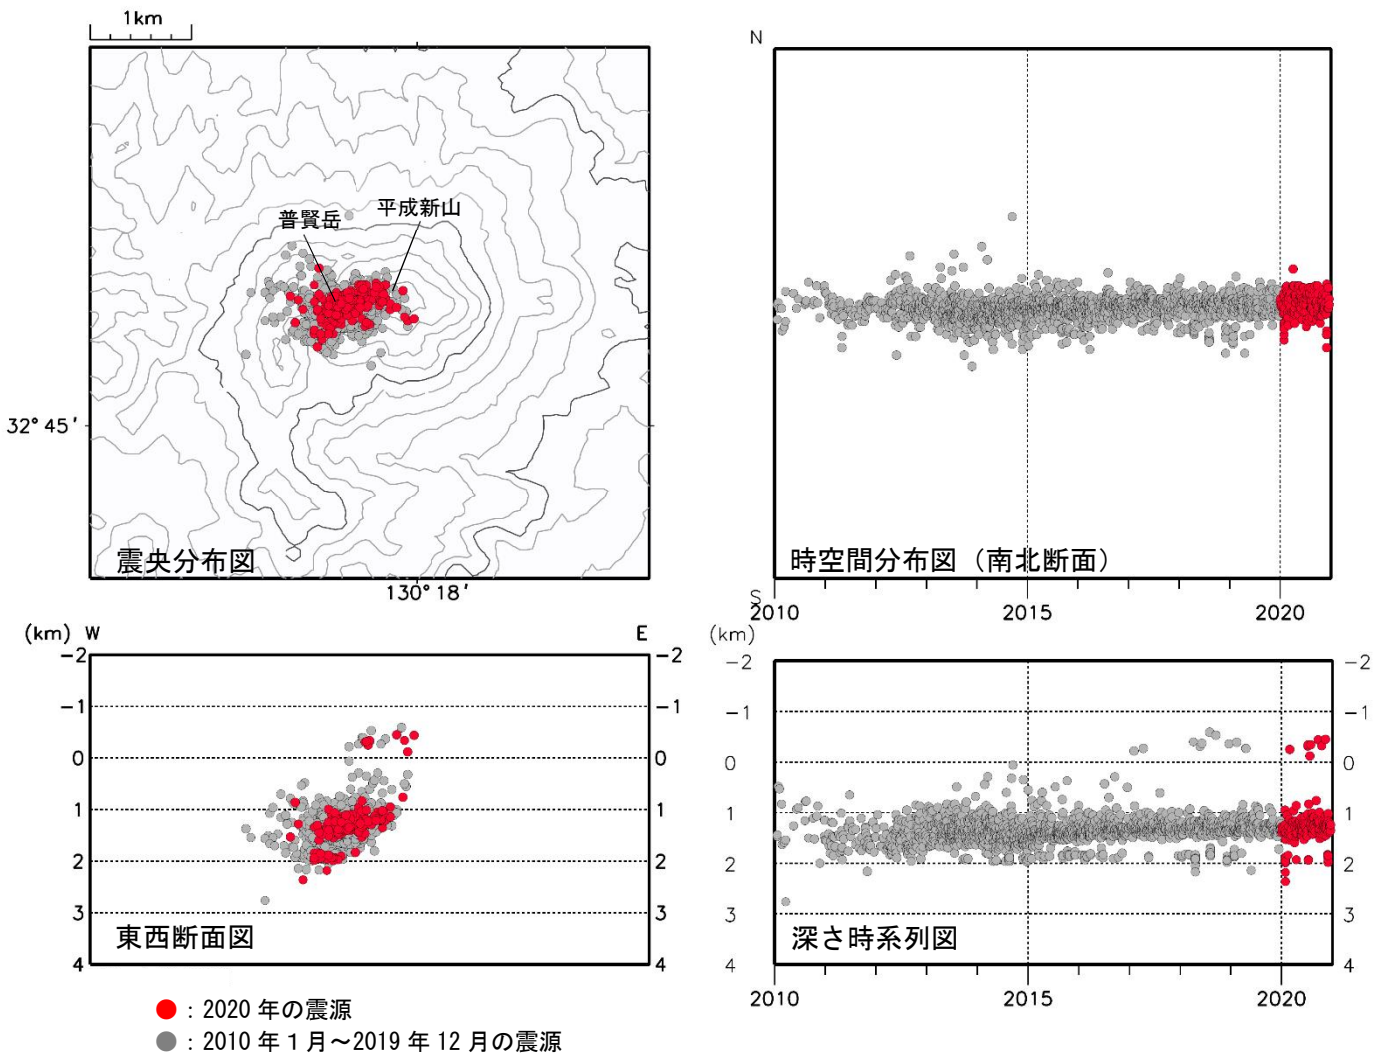 1km
普賢岳
平成新山
32° 45'
震央分布図
130° 18'
N
時空間分布図（南北断面）
S
2010 2015 2020
(km) W E
-2 -2
-1
0 0
1 1
2 2
3 3
4 4
東西断面図
(km)
-2 -2
-1 -1
0 0
1 1
2 2
3 3
4 4
深さ時系列図
2010 2015 2020
：2020 年の震源
：2010 年 1 月～2019 年 12 月の震源